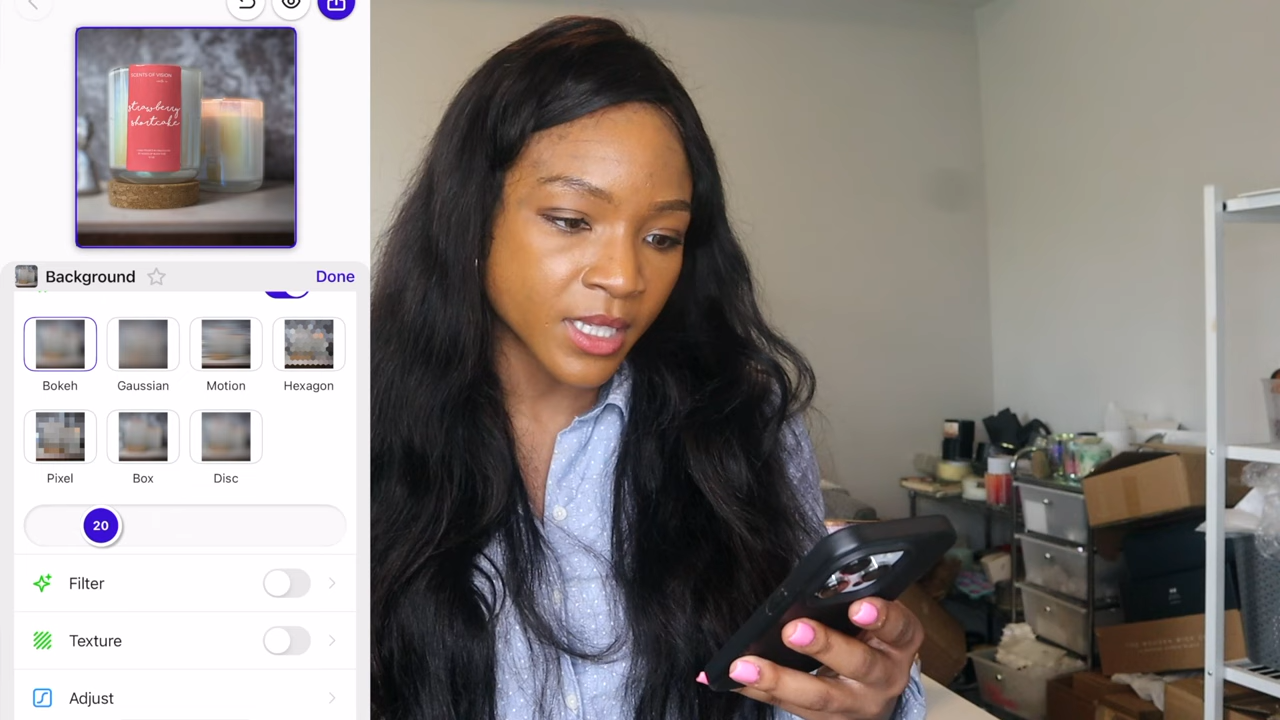 SCENTS OF VISION
strawberry
shortcake
Background
Done
Bokeh
Gaussian
Motion
Hexagon
Pixel
Box
Disc
20
Filter
Texture
Adjust